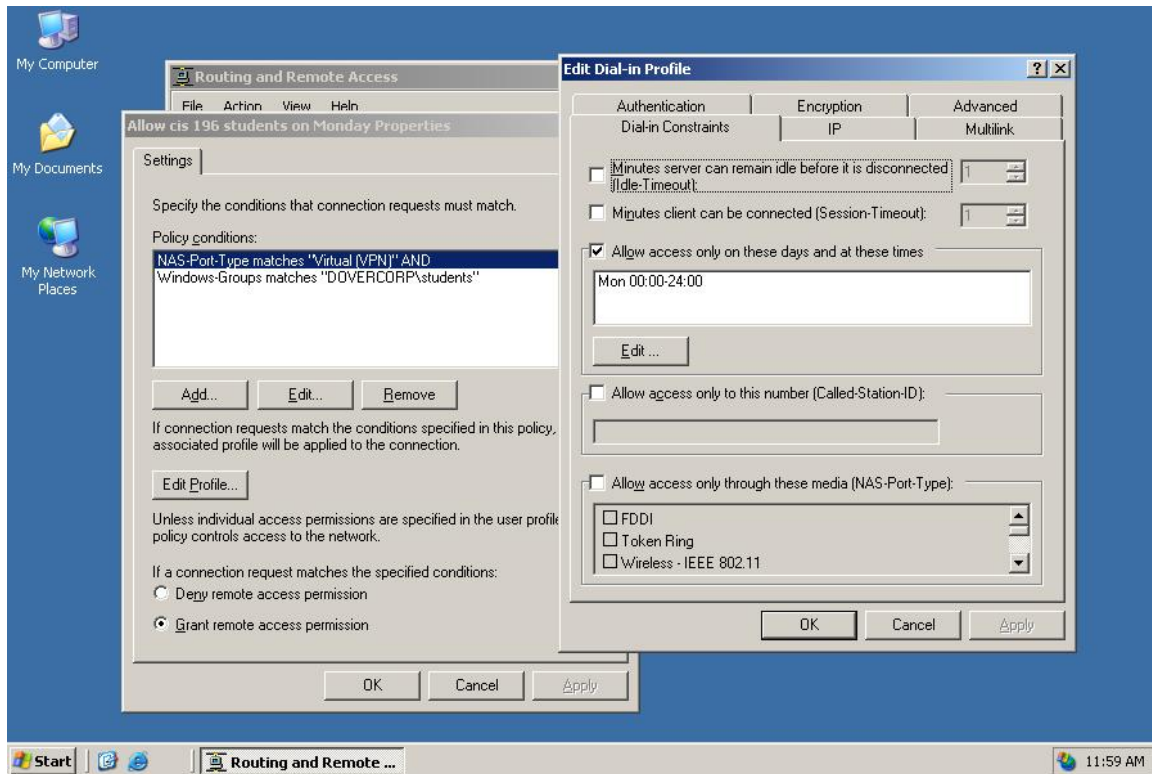 My Computer
My Documents
My Network
Places
Routing and Remote Access
File Action View Help
Allow cis 196 students on Monday Properties
Settings
Specify the conditions that connection requests must match.
Policy conditions:
NAS-Port-Type matches "Virtual (VPN)" AND
Windows-Groups matches "DOVERCORP\students"
Add... Edit... Remove
If connection requests match the conditions specified in this policy,
associated profile will be applied to the connection.
Edit Profile...
Unless individual access permissions are specified in the user profile
policy controls access to the network.
If a connection request matches the specified conditions:
Deny remote access permission
Grant remote access permission
OK Cancel Apply
Edit Dial-in Profile
Authentication Encryption Advanced
Dial-in Constraints IP Multilink
Minutes server can remain idle before it is disconnected
(Idle-Timeout): 1
Minutes client can be connected (Session-Timeout): 1
Allow access only on these days and at these times
Mon 00:00-24:00
Edit ...
Allow access only to this number (Called-Station-ID):
Allow access only through these media (NAS-Port-Type):
FDDI
Token Ring
Wireless - IEEE 802.11
OK Cancel Apply
Start Routing and Remote ... 11:59 AM